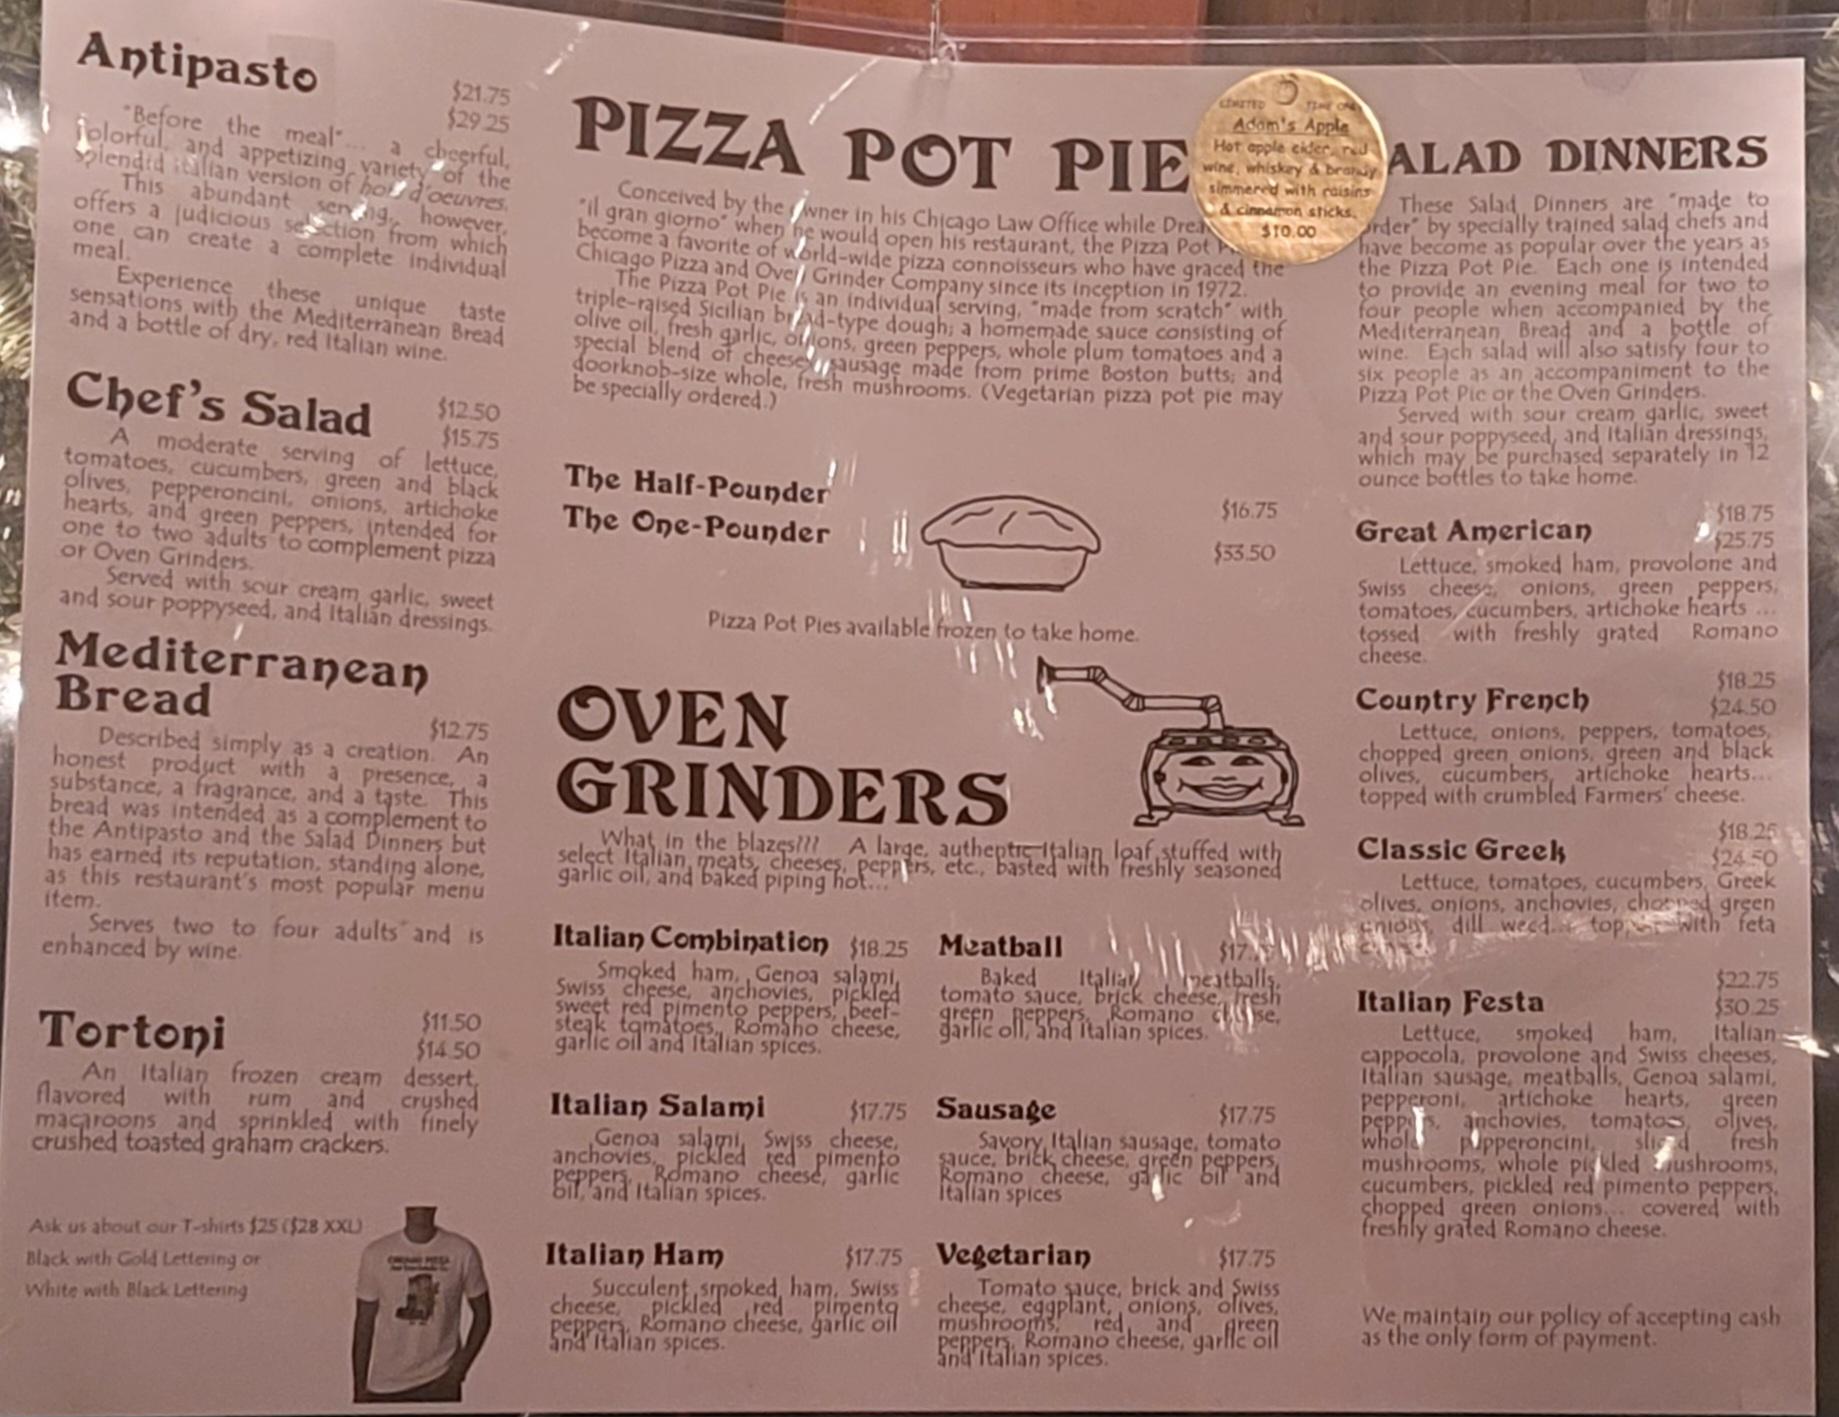 Antipasto
$21.75
$29.25
"Before the meal"... a cheerful,
colorful, and appetizing variety of the
splendid Italian version of hors d'oeuvres.
This abundant serving, however,
offers a judicious selection from which
one can create a complete individual
meal.
Experience these unique taste
sensations with the Mediterranean Bread
and a bottle of dry, red Italian wine.
Chef's Salad
$12.50
$15.75
A moderate serving of lettuce,
tomatoes, cucumbers, green and black
olives, pepperoncini, onions, artichoke
hearts, and green peppers, intended for
one to two adults to complement pizza
or Oven Grinders.
Served with sour cream garlic, sweet
and sour poppyseed, and Italian dressings.
Mediterranean
Bread
$12.75
Described simply as a creation. An
honest product with a presence, a
substance, a fragrance, and a taste. This
bread was intended as a complement to
the Antipasto and the Salad Dinners but
has earned its reputation, standing alone,
as this restaurant's most popular menu
item.
Serves two to four adults and is
enhanced by wine.
Tortoni
$11.50
$14.50
An Italian frozen cream dessert,
flavored with rum and crushed
macaroons and sprinkled with finely
crushed toasted graham crackers.
Ask us about our T-shirts $25 ($28 XXL)
Black with Gold Lettering or
White with Black Lettering
PIZZA POT PIE
Conceived by the owner in his Chicago Law Office while
"il gran giorno" when he would open his restaurant, the Pizza Pot
become a favorite of world-wide pizza connoisseurs who have graced the
Chicago Pizza and Oven Grinder Company since its inception in 1972.
The Pizza Pot Pie is an individual serving, "made from scratch" with
triple-raised Sicilian bread-type dough; a homemade sauce consisting of
olive oil, fresh garlic, onions, green peppers, whole plum tomatoes and a
special blend of cheeses; sausage made from prime Boston butts; and
doorknob-size whole, fresh mushrooms. (Vegetarian pizza pot pie may
be specially ordered.)
The Half-Pounder $16.75
The One-Pounder $33.50
Pizza Pot Pies available frozen to take home.
OVEN
GRINDERS
What in the blazes??? A large, authentic Italian loaf stuffed with
select Italian meats, cheeses, peppers, etc., basted with freshly seasoned
garlic oil, and baked piping hot...
Italian Combination $18.25
Smoked ham, Genoa salami,
Swiss cheese, anchovies, pickled
sweet red pimento peppers, beef-
steak tomatoes, Romano cheese,
garlic oil and Italian spices.
Italian Salami $17.75
Genoa salami, Swiss cheese,
anchovies, pickled red pimento
peppers, Romano cheese, garlic
oil, and Italian spices.
Italian Ham $17.75
Succulent smoked ham, Swiss
cheese, pickled red pimento
peppers, Romano cheese, garlic oil
and Italian spices.
Meatball
Baked Italian meatballs,
tomato sauce, brick cheese, fresh
green peppers, Romano cheese,
garlic oil, and Italian spices.
Sausage $17.75
Savory Italian sausage, tomato
sauce, brick cheese, green peppers,
Romano cheese, garlic oil and
Italian spices
Vegetarian $17.75
Tomato sauce, brick and Swiss
cheese, eggplant, onions, olives,
mushrooms, red and green
peppers, Romano cheese, garlic oil
and Italian spices.
LIMITED TIME ONLY
Adam's Apple
Hot apple cider, red
wine, whiskey & brandy
simmered with raisins
& cinnamon sticks.
$10.00
ALAD DINNERS
These Salad Dinners are "made to
order" by specially trained salad chefs and
have become as popular over the years as
the Pizza Pot Pie. Each one is intended
to provide an evening meal for two to
four people when accompanied by the
Mediterranean Bread and a bottle of
wine. Each salad will also satisfy four to
six people as an accompaniment to the
Pizza Pot Pie or the Oven Grinders.
Served with sour cream garlic, sweet
and sour poppyseed, and Italian dressings,
which may be purchased separately in 12
ounce bottles to take home.
$18.75
Great American $25.75
Lettuce, smoked ham, provolone and
Swiss cheese, onions, green peppers,
tomatoes, cucumbers, artichoke hearts ...
tossed with freshly grated Romano
cheese.
$18.25
Country French $24.50
Lettuce, onions, peppers, tomatoes,
chopped green onions, green and black
olives, cucumbers, artichoke hearts...
topped with crumbled Farmers' cheese.
$18.25
Classic Greek $24.50
Lettuce, tomatoes, cucumbers, Greek
olives, onions, anchovies, chopped green
onions, dill weed... topped with feta
$22.75
Italian Festa $30.25
Lettuce, smoked ham, Italian
cappocola, provolone and Swiss cheeses,
Italian sausage, meatballs, Genoa salami,
pepperoni, artichoke hearts, green
peppers, anchovies, tomatoes, olives,
whole pepperoncini, sliced fresh
mushrooms, whole pickled mushrooms,
cucumbers, pickled red pimento peppers,
chopped green onions... covered with
freshly grated Romano cheese.
We maintain our policy of accepting cash
as the only form of payment.